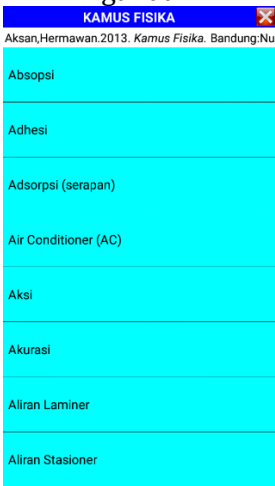 KAMUS FISIKA
Aksan,Hermawan.2013. Kamus Fisika. Bandung:Nu
Absopsi
Adhesi
Adsorpsi (serapan)
Air Conditioner (AC)
Aksi
Akurasi
Aliran Laminer
Aliran Stasioner